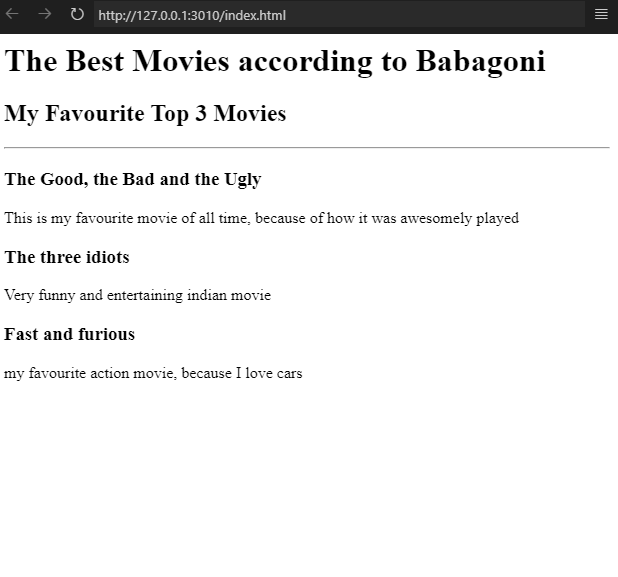 http://127.0.0.1:3010/index.html
The Best Movies according to Babagoni
My Favourite Top 3 Movies
The Good, the Bad and the Ugly
This is my favourite movie of all time, because of how it was awesomely played
The three idiots
Very funny and entertaining indian movie
Fast and furious
my favourite action movie, because I love cars